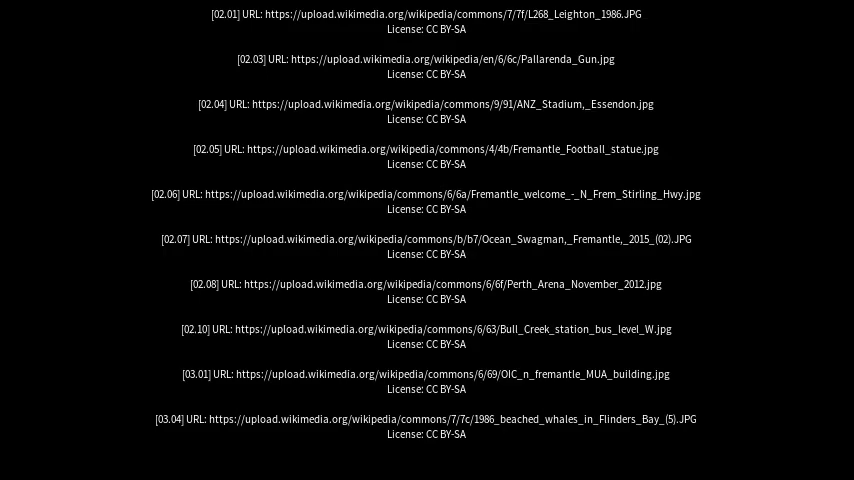 [02.01] URL: https://upload.wikimedia.org/wikipedia/commons/7/7f/L268_Leighton_1986.JPG
License: CC BY-SA
[02.03] URL: https://upload.wikimedia.org/wikipedia/en/6/6c/Pallarenda_Gun.jpg
License: CC BY-SA
[02.04] URL: https://upload.wikimedia.org/wikipedia/commons/9/91/ANZ_Stadium,_Essendon.jpg
License: CC BY-SA
[02.05] URL: https://upload.wikimedia.org/wikipedia/commons/4/4b/Fremantle_Football_statue.jpg
License: CC BY-SA
[02.06] URL: https://upload.wikimedia.org/wikipedia/commons/6/6a/Fremantle_welcome_-_N_Frem_Stirling_Hwy.jpg
License: CC BY-SA
[02.07] URL: https://upload.wikimedia.org/wikipedia/commons/b/b7/Ocean_Swagman,_Fremantle,_2015_(02).JPG
License: CC BY-SA
[02.08] URL: https://upload.wikimedia.org/wikipedia/commons/6/6f/Perth_Arena_November_2012.jpg
License: CC BY-SA
[02.10] URL: https://upload.wikimedia.org/wikipedia/commons/6/63/Bull_Creek_station_bus_level_W.jpg
License: CC BY-SA
[03.01] URL: https://upload.wikimedia.org/wikipedia/commons/6/69/OIC_n_fremantle_MUA_building.jpg
License: CC BY-SA
[03.04] URL: https://upload.wikimedia.org/wikipedia/commons/7/7c/1986_beached_whales_in_Flinders_Bay_(5).JPG
License: CC BY-SA